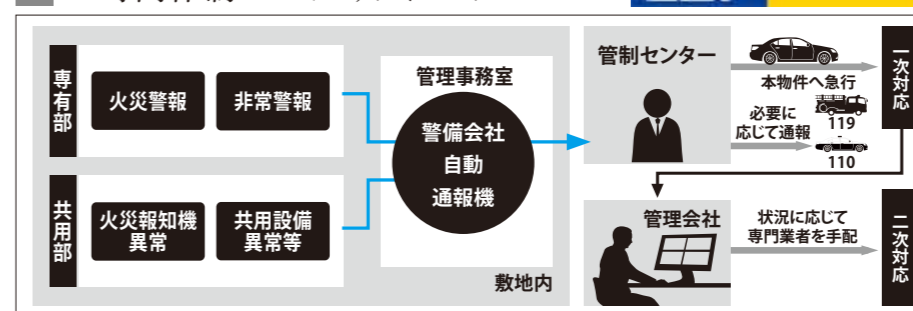 専有部
火災警報
非常警報
共用部
火災報知機
異常
共用設備
異常等
管理事務室
警備会社
自動
通報機
敷地内
管制センター
本物件へ急行
必要に
応じて通報
119
110
一次対応
管理会社
状況に応じて
専門業者を手配
二次対応